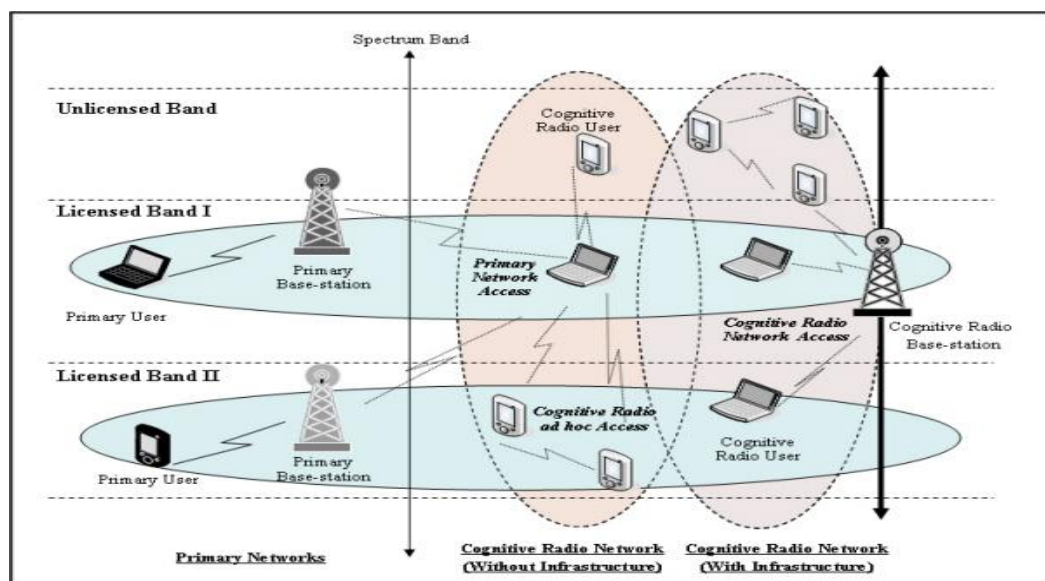 Spectrum Band
Unlicensed Band
Cognitive
Radio User
Licensed Band I
Primary
Base-station
Primary
Network
Access
Primary User
Cognitive Radio
Network Access
Cognitive Radio
Base-station
Licensed Band II
Cognitive Radio
ad hoc Access
Primary
Base-station
Cognitive
Radio User
Primary User
Primary Networks
Cognitive Radio Network
(Without Infrastructure)
Cognitive Radio Network
(With Infrastructure)